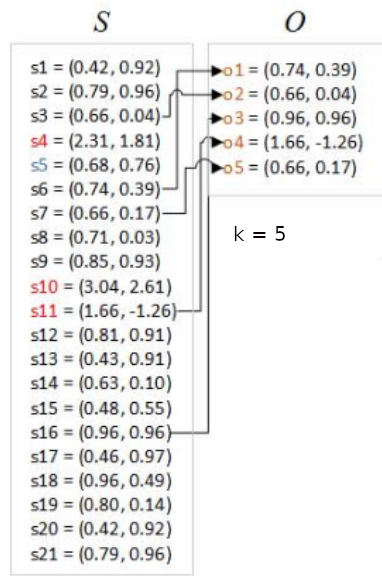 S
O
s1 = (0.42, 0.92)
s2 = (0.79, 0.96)
s3 = (0.66, 0.04)
s4 = (2.31, 1.81)
s5 = (0.68, 0.76)
s6 = (0.74, 0.39)
s7 = (0.66, 0.17)
s8 = (0.71, 0.03)
s9 = (0.85, 0.93)
s10 = (3.04, 2.61)
s11 = (1.66, -1.26)
s12 = (0.81, 0.91)
s13 = (0.43, 0.91)
s14 = (0.63, 0.10)
s15 = (0.48, 0.55)
s16 = (0.96, 0.96)
s17 = (0.46, 0.97)
s18 = (0.96, 0.49)
s19 = (0.80, 0.14)
s20 = (0.42, 0.92)
s21 = (0.79, 0.96)
o1 = (0.74, 0.39)
o2 = (0.66, 0.04)
o3 = (0.96, 0.96)
o4 = (1.66, -1.26)
o5 = (0.66, 0.17)
k = 5